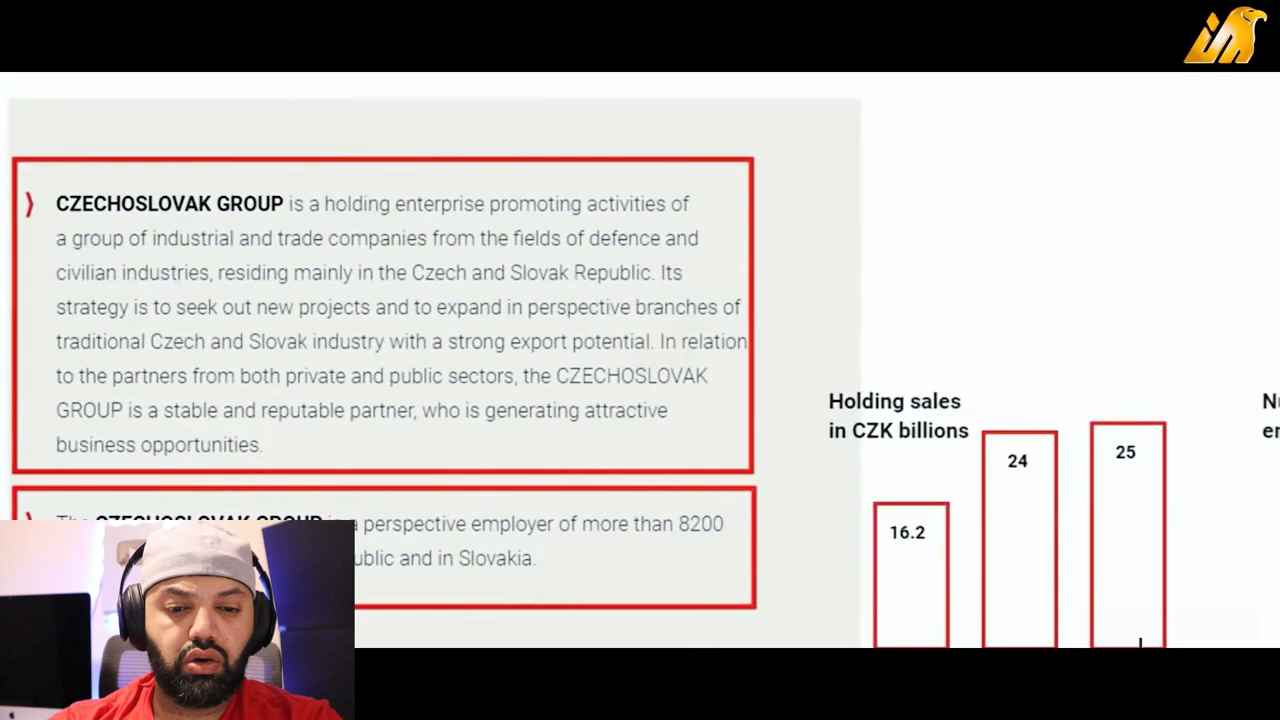 CZECHOSLOVAK GROUP is a holding enterprise promoting activities of
a group of industrial and trade companies from the fields of defence and
civilian industries, residing mainly in the Czech and Slovak Republic. Its
strategy is to seek out new projects and to expand in perspective branches of
traditional Czech and Slovak industry with a strong export potential. In relation
to the partners from both private and public sectors, the CZECHOSLOVAK
GROUP is a stable and reputable partner, who is generating attractive
business opportunities.
The CZECHOSLOVAK GROUP is a perspective employer of more than 8200
and in Slovakia.
Holding sales
in CZK billions
16.2
24
25